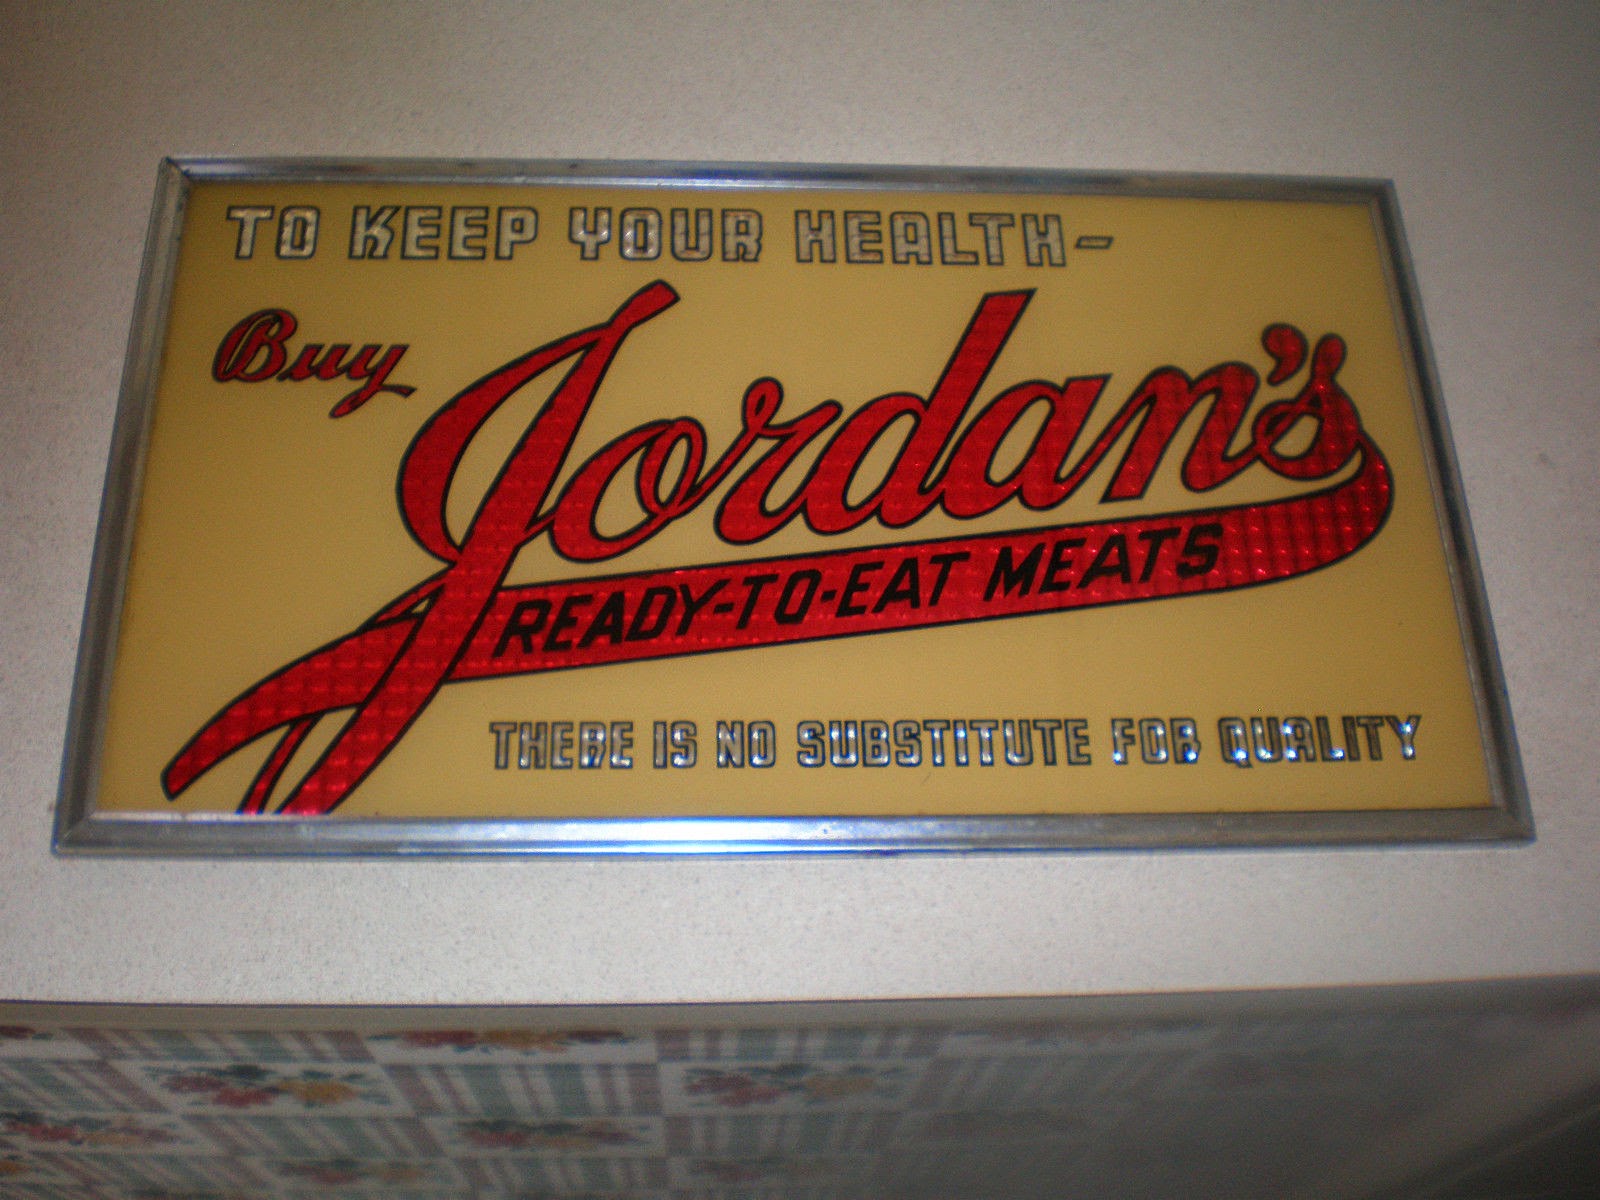 TO KEEP YOUR HEALTH-
Buy Jordan's
READY-TO-EAT MEATS
THERE IS NO SUBSTITUTE FOR QUALITY